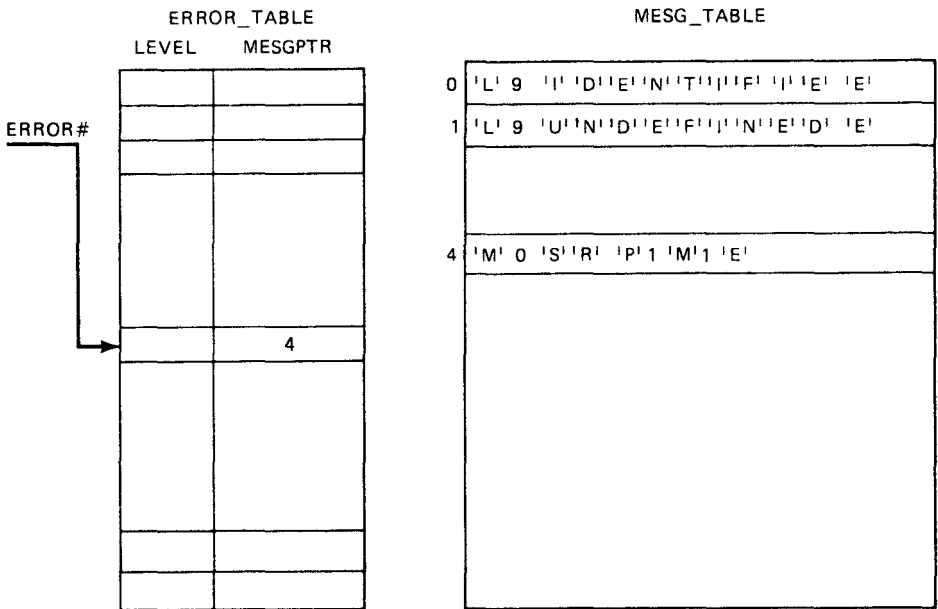 ERROR_TABLE
LEVEL MESGPTR
ERROR#
4
MESG_TABLE
0 'L' 9 'I' 'D' 'E' 'N' 'T' 'I' 'F' 'I' 'E' 'E'
1 'L' 9 'U' 'N' 'D' 'E' 'F' 'I' 'N' 'E' 'D' 'E'
4 'M' 0 'S' 'R' 'P' 1 'M' 1 'E'